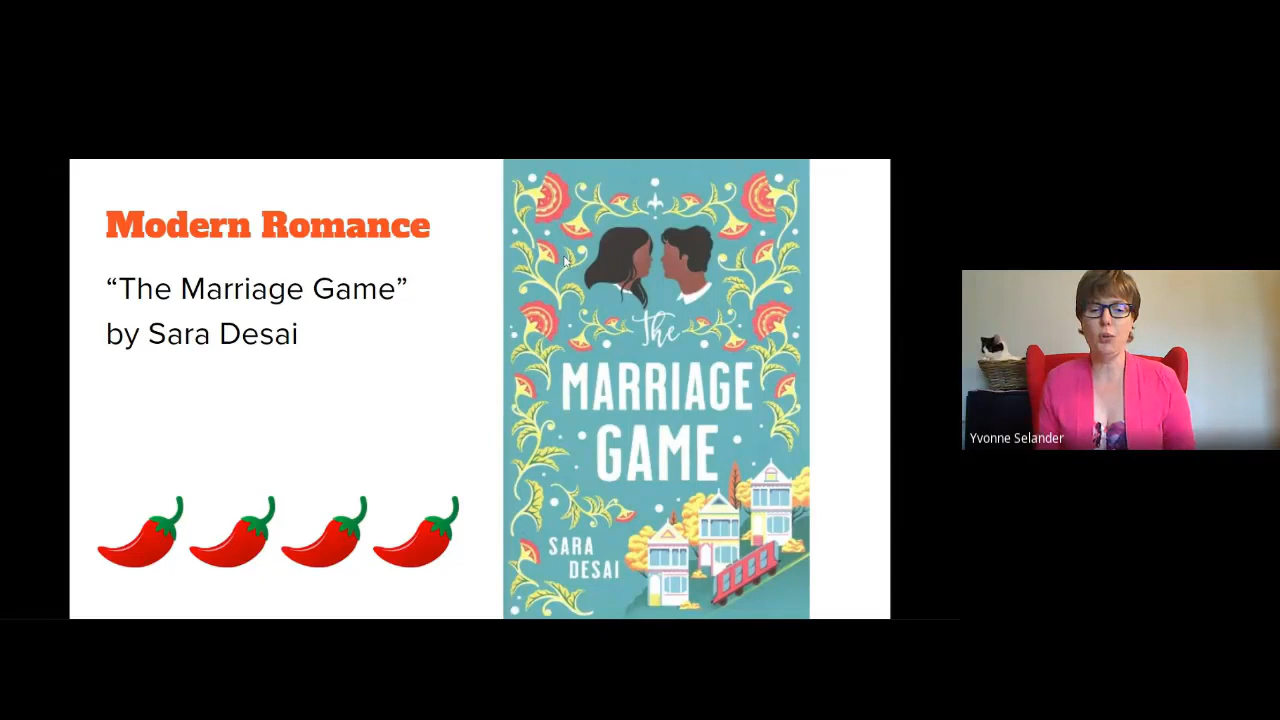 Modern Romance
“The Marriage Game”
by Sara Desai
The
MARRIAGE
GAME
SARA
DESAI
Yvonne Selander